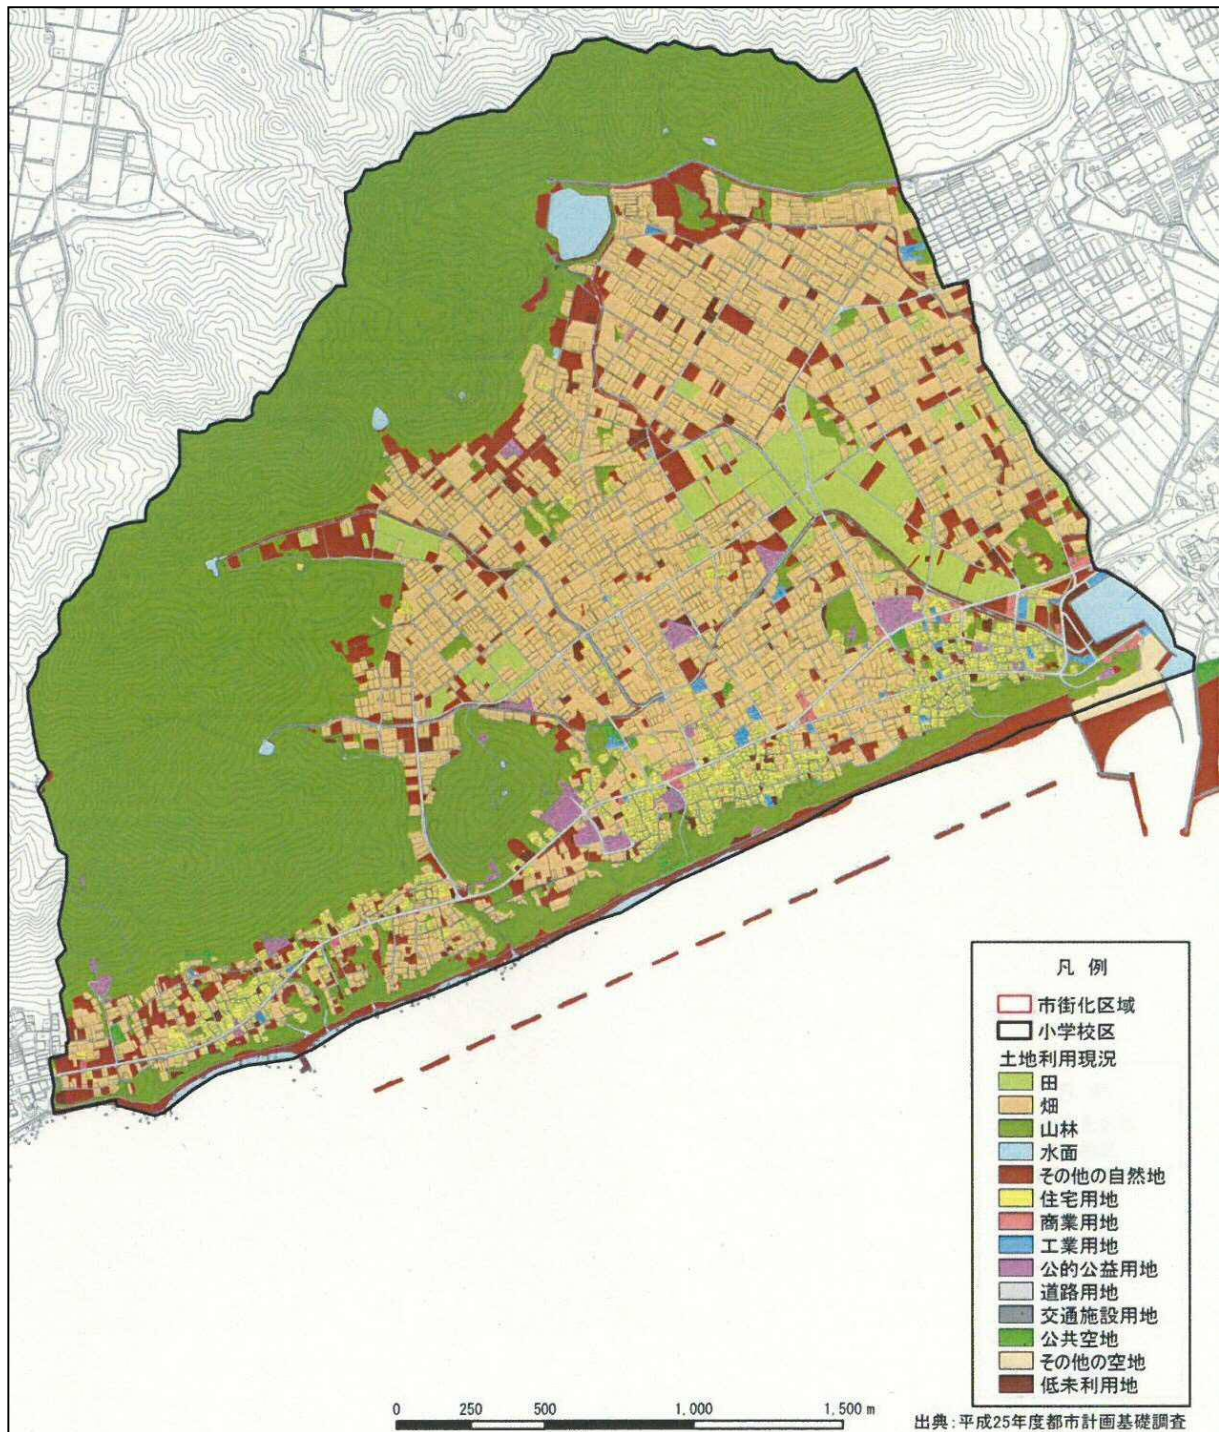 凡 例
市街化区域
小学校区
土地利用現況
田
畑
山林
水面
その他の自然地
住宅用地
商業用地
工業用地
公的公益用地
道路用地
交通施設用地
公共空地
その他の空地
低未利用地
0 250 500 1,000 1,500 m
出典:平成25年度都市計画基礎調査